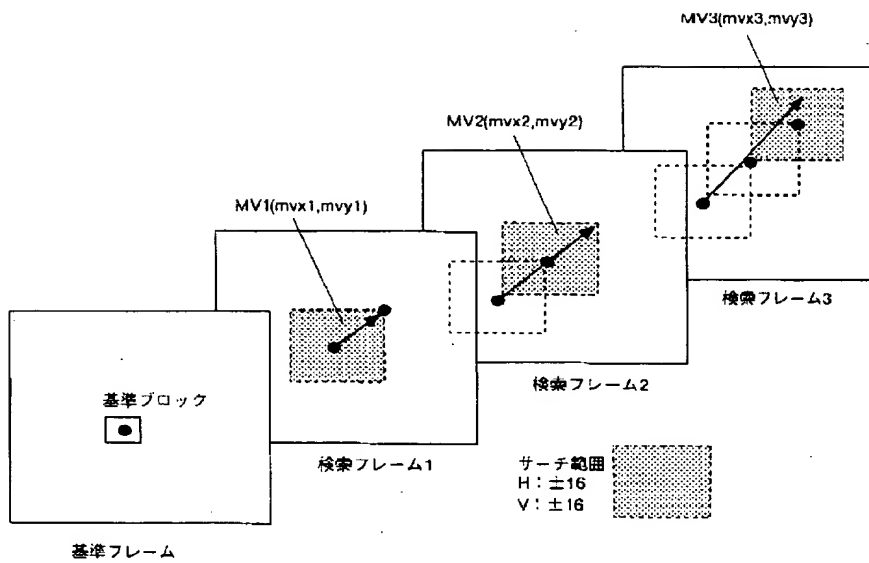 MV3(mvx3,mvy3)
MV2(mvx2,mvy2)
MV1(mvx1,mvy1)
検索フレーム3
検索フレーム2
基準ブロック
検索フレーム1
サーチ範囲
H：±16
V：±16
基準フレーム